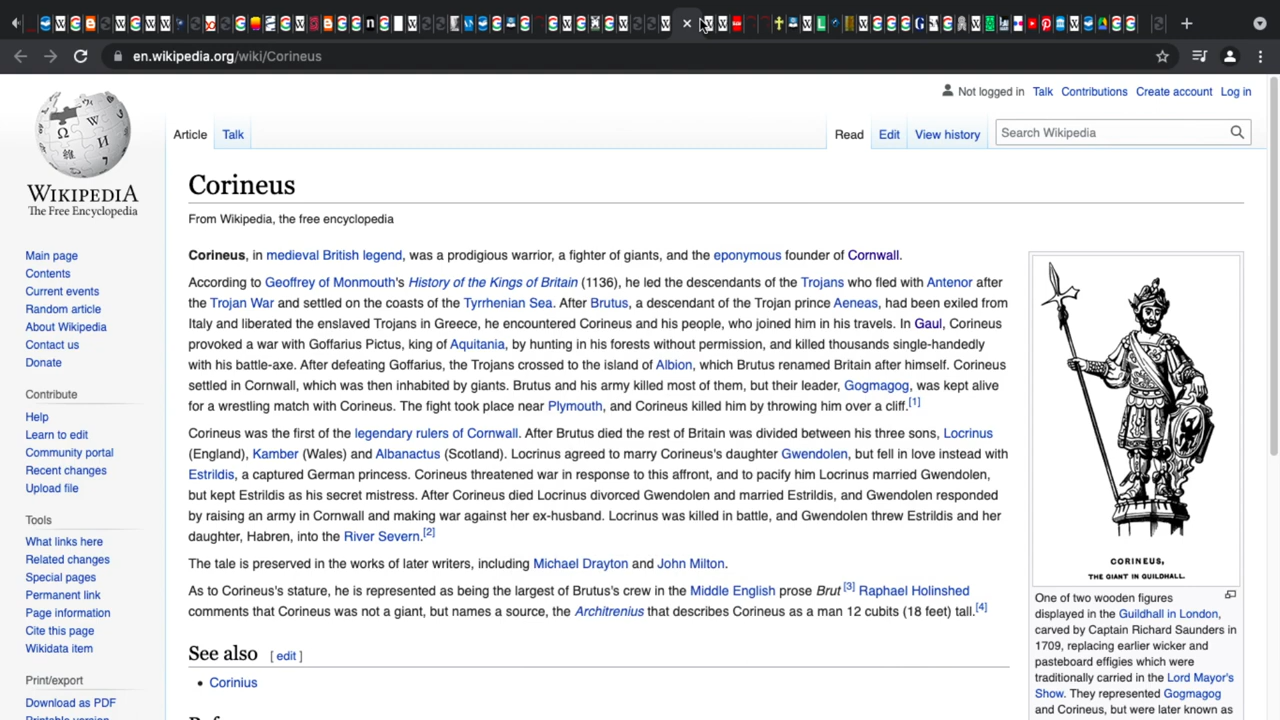 en.wikipedia.org/wiki/Corineus
Not logged in Talk Contributions Create account Log in
Article Talk Read Edit View history Search Wikipedia
WIKIPEDIA
The Free Encyclopedia
Main page
Contents
Current events
Random article
About Wikipedia
Contact us
Donate
Contribute
Help
Learn to edit
Community portal
Recent changes
Upload file
Tools
What links here
Related changes
Special pages
Permanent link
Page information
Cite this page
Wikidata item
Print/export
Download as PDF
Printable version
Corineus
From Wikipedia, the free encyclopedia
Corineus, in medieval British legend, was a prodigious warrior, a fighter of giants, and the eponymous founder of Cornwall.
According to Geoffrey of Monmouth's History of the Kings of Britain (1136), he led the descendants of the Trojans who fled with Antenor after
the Trojan War and settled on the coasts of the Tyrrhenian Sea. After Brutus, a descendant of the Trojan prince Aeneas, had been exiled from
Italy and liberated the enslaved Trojans in Greece, he encountered Corineus and his people, who joined him in his travels. In Gaul, Corineus
provoked a war with Goffarius Pictus, king of Aquitania, by hunting in his forests without permission, and killed thousands single-handedly
with his battle-axe. After defeating Goffarius, the Trojans crossed to the island of Albion, which Brutus renamed Britain after himself. Corineus
settled in Cornwall, which was then inhabited by giants. Brutus and his army killed most of them, but their leader, Gogmagog, was kept alive
for a wrestling match with Corineus. The fight took place near Plymouth, and Corineus killed him by throwing him over a cliff.[1]
Corineus was the first of the legendary rulers of Cornwall. After Brutus died the rest of Britain was divided between his three sons, Locrinus
(England), Kamber (Wales) and Albanactus (Scotland). Locrinus agreed to marry Corineus's daughter Gwendolen, but fell in love instead with
Estrildis, a captured German princess. Corineus threatened war in response to this affront, and to pacify him Locrinus married Gwendolen,
but kept Estrildis as his secret mistress. After Corineus died Locrinus divorced Gwendolen and married Estrildis, and Gwendolen responded
by raising an army in Cornwall and making war against her ex-husband. Locrinus was killed in battle, and Gwendolen threw Estrildis and her
daughter, Habren, into the River Severn.[2]
The tale is preserved in the works of later writers, including Michael Drayton and John Milton.
As to Corineus's stature, he is represented as being the largest of Brutus's crew in the Middle English prose Brut[3] Raphael Holinshed
comments that Corineus was not a giant, but names a source, the Architrenius that describes Corineus as a man 12 cubits (18 feet) tall.[4]
See also [ edit ]
• Corinius
CORINEUS,
THE GIANT IN GUILDHALL.
One of two wooden figures
displayed in the Guildhall in London,
carved by Captain Richard Saunders in
1709, replacing earlier wicker and
pasteboard effigies which were
traditionally carried in the Lord Mayor's
Show. They represented Gogmagog
and Corineus, but were later known as